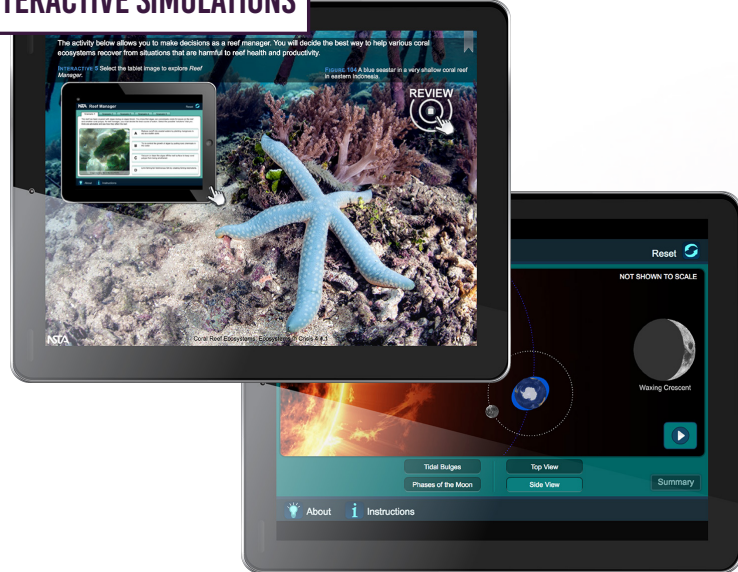 TERACTIVE SIMULATIONS
The activity below allows you to make decisions as a reef manager. You will decide the best way to help various coral
ecosystems recover from situations that are harmful to reef health and productivity.
INTERACTIVE 5 Select the tablet image to explore Reef
Manager.
FIGURE 104 A blue seastar in a very shallow coral reef
in eastern Indonesia.
REVIEW
NSTA Reef Manager
Reset
A
B
C
D
About
Instructions
NSTA
Coral Reef Ecosystems: Ecosystems in Crisis 4.4.1
Reset
NOT SHOWN TO SCALE
Waxing Crescent
Tidal Bulges
Top View
Phases of the Moon
Side View
Summary
About
Instructions